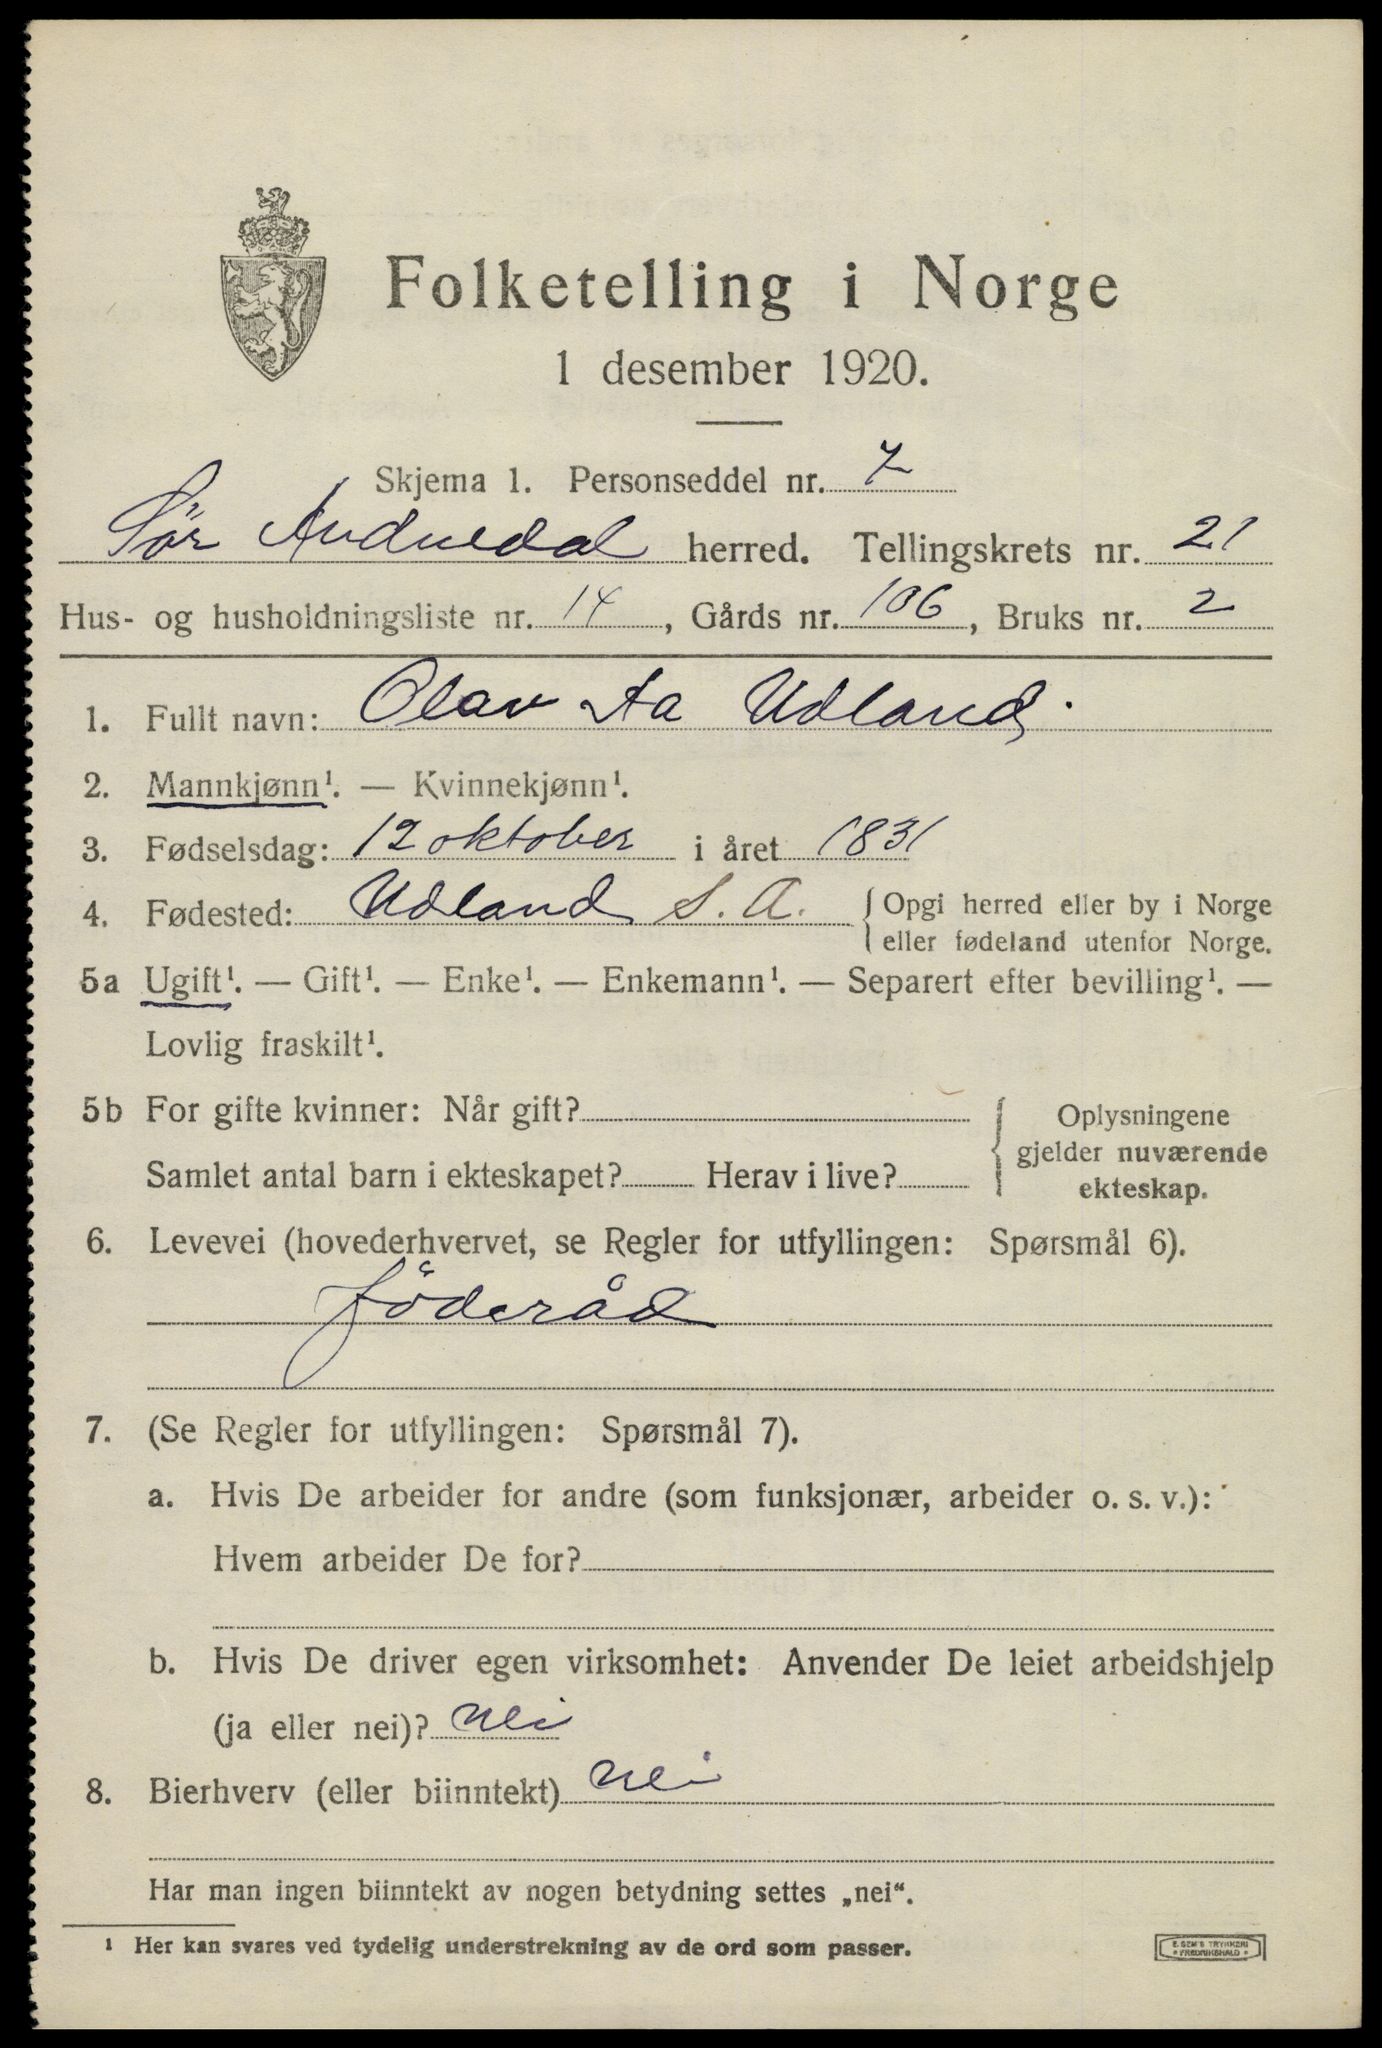 Folketelling i Norge
1 desember 1920.
Skjema 1. Personseddel nr. 7
Sør Audnedal herred. Tellingskrets nr. 21
Hus- og husholdningsliste nr. 14, Gårds nr. 106, Bruks nr. 2
1. Fullt navn: Olav Aa Udland.
2. Mannkjønn¹. — Kvinnekjønn¹.
3. Fødselsdag: 12 oktober i året 1831
4. Fødested: Udland S. A. { Opgi herred eller by i Norge
eller fødeland utenfor Norge.
5a Ugift¹. — Gift¹. — Enke¹. — Enkemann¹. — Separert efter bevilling¹. —
Lovlig fraskilt¹.
5b For gifte kvinner: Når gift? { Oplysningene
gjelder nuværende
Samlet antal barn i ekteskapet? Herav i live? ekteskap.
6. Levevei (hovederhvervet, se Regler for utfyllingen: Spørsmål 6).
föderåd
7. (Se Regler for utfyllingen: Spørsmål 7).
a. Hvis De arbeider for andre (som funksjonær, arbeider o. s. v.):
Hvem arbeider De for?
b. Hvis De driver egen virksomhet: Anvender De leiet arbeidshjelp
(ja eller nei)? nei
8. Bierhverv (eller biinntekt) nei
Har man ingen biinntekt av nogen betydning settes „nei“.
¹ Her kan svares ved tydelig understrekning av de ord som passer.
E. SEM'S TRYKKERI
* FREDRIKSHALD *